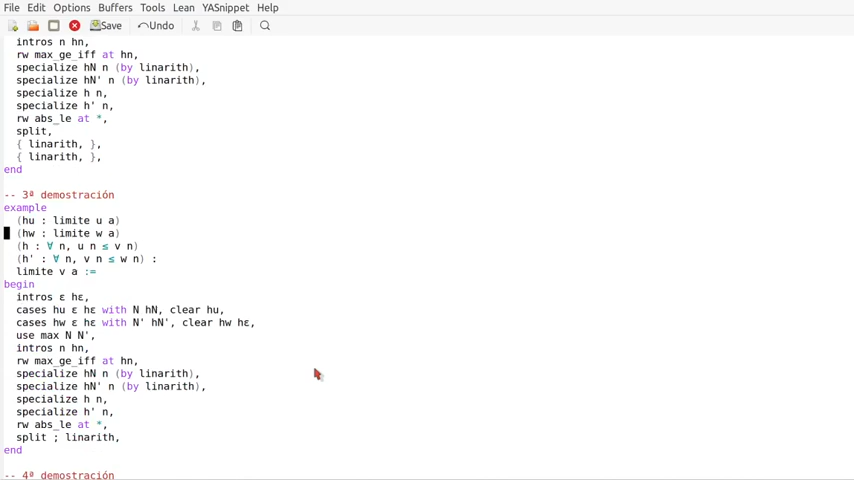 File Edit Options Buffers Tools Lean YASnippet Help
Save Undo
intros n hn,
rw max_ge_iff at hn,
specialize hN n (by linarith),
specialize hN' n (by linarith),
specialize h n,
specialize h' n,
rw abs_le at *,
split,
{ linarith, },
{ linarith, },
end
-- 3ª demostración
example
(hu : limite u a)
(hw : limite w a)
(h : ∀ n, u n ≤ v n)
(h' : ∀ n, v n ≤ w n) :
limite v a :=
begin
intros ε hε,
cases hu ε hε with N hN, clear hu,
cases hw ε hε with N' hN', clear hw hε,
use max N N',
intros n hn,
rw max_ge_iff at hn,
specialize hN n (by linarith),
specialize hN' n (by linarith),
specialize h n,
specialize h' n,
rw abs_le at *,
split ; linarith,
end
-- 4ª demostración